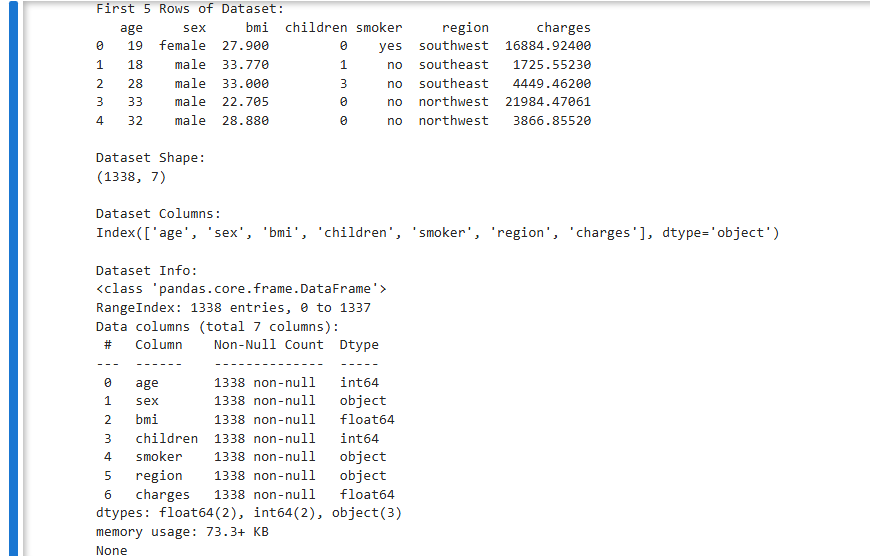 First 5 Rows of Dataset:
   age     sex     bmi  children smoker     region      charges
0   19  female  27.900         0    yes  southwest  16884.92400
1   18    male  33.770         1     no  southeast   1725.55230
2   28    male  33.000         3     no  southeast   4449.46200
3   33    male  22.705         0     no  northwest  21984.47061
4   32    male  28.880         0     no  northwest   3866.85520

Dataset Shape:
(1338, 7)

Dataset Columns:
Index(['age', 'sex', 'bmi', 'children', 'smoker', 'region', 'charges'], dtype='object')

Dataset Info:
<class 'pandas.core.frame.DataFrame'>
RangeIndex: 1338 entries, 0 to 1337
Data columns (total 7 columns):
 #   Column    Non-Null Count  Dtype
---  ------    --------------  -----
 0   age       1338 non-null   int64
 1   sex       1338 non-null   object
 2   bmi       1338 non-null   float64
 3   children  1338 non-null   int64
 4   smoker    1338 non-null   object
 5   region    1338 non-null   object
 6   charges   1338 non-null   float64
dtypes: float64(2), int64(2), object(3)
memory usage: 73.3+ KB
None